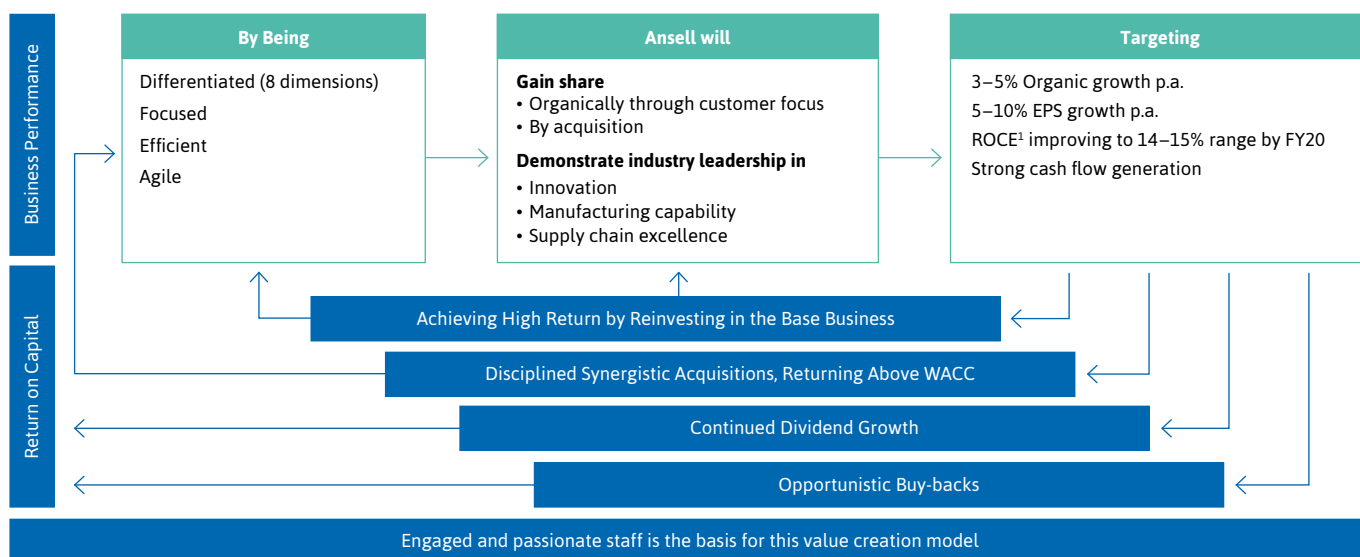 Business Performance
By Being
Differentiated (8 dimensions)
Focused
Efficient
Agile
Ansell will
Gain share
• Organically through customer focus
• By acquisition
Demonstrate industry leadership in
• Innovation
• Manufacturing capability
• Supply chain excellence
Targeting
3–5% Organic growth p.a.
5–10% EPS growth p.a.
ROCE¹ improving to 14–15% range by FY20
Strong cash flow generation
Return on Capital
Achieving High Return by Reinvesting in the Base Business
Disciplined Synergistic Acquisitions, Returning Above WACC
Continued Dividend Growth
Opportunistic Buy-backs
Engaged and passionate staff is the basis for this value creation model